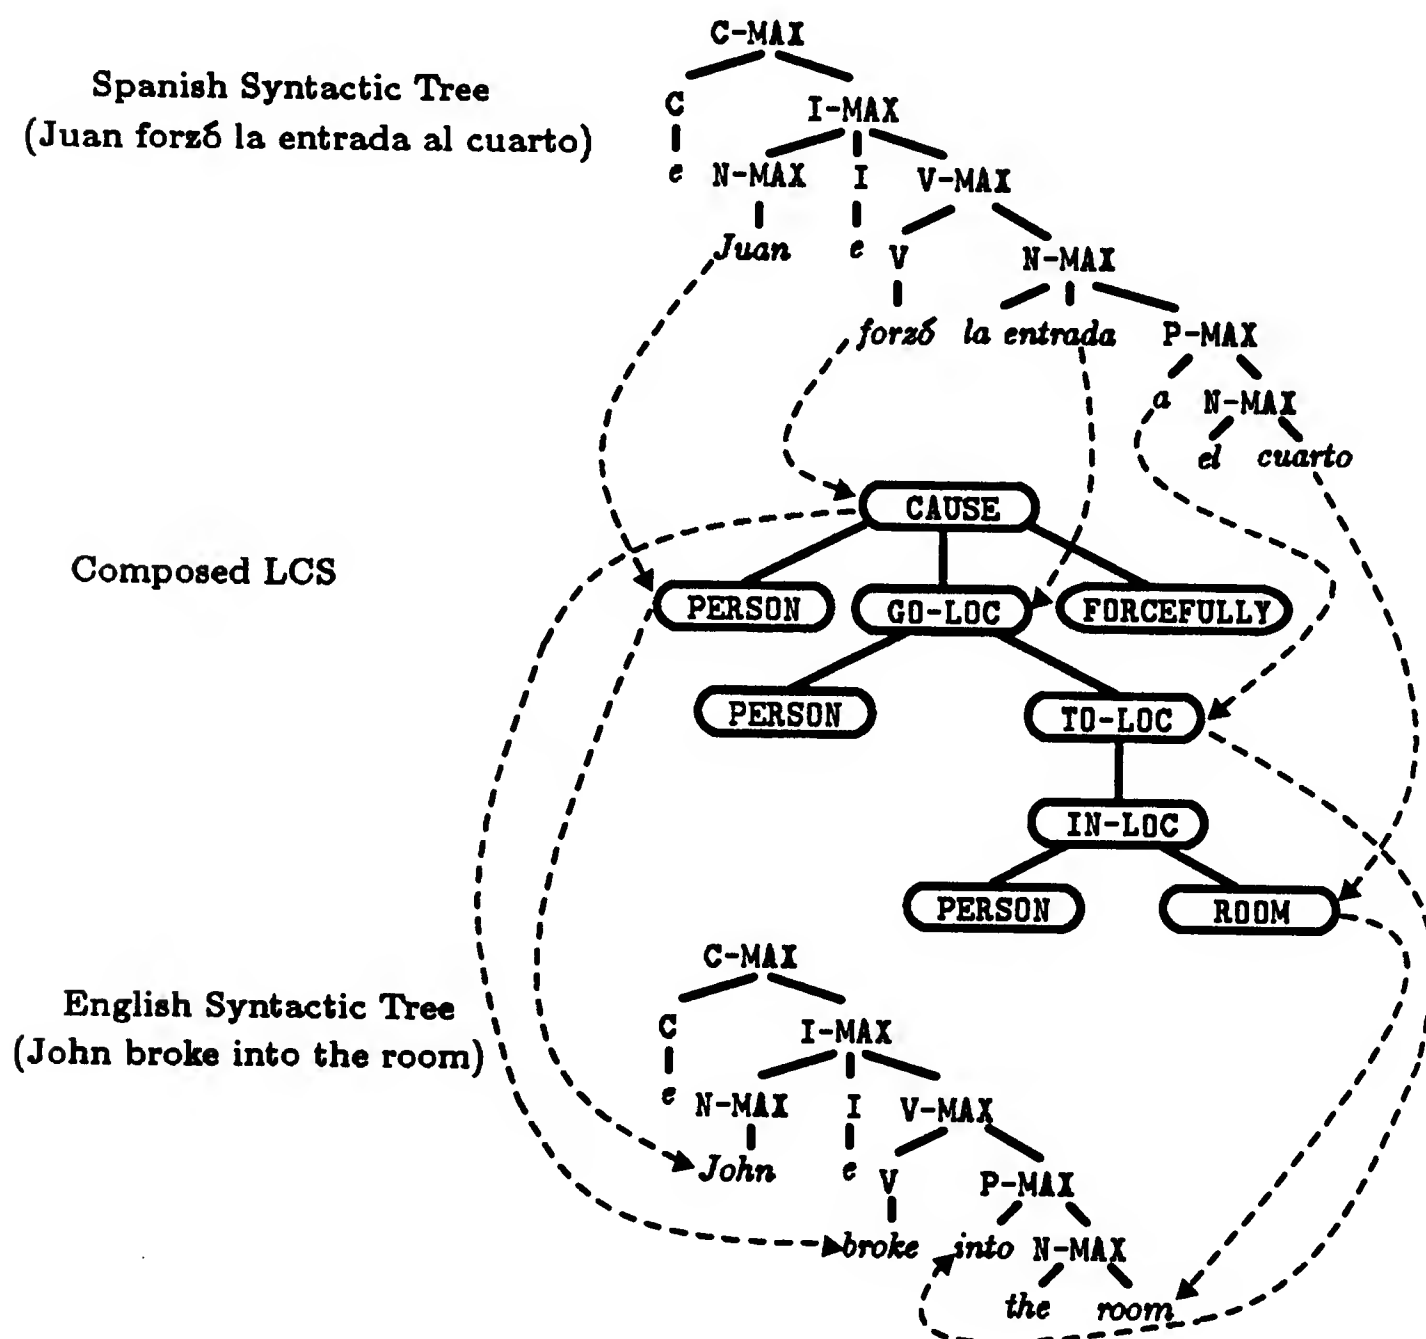 C-MAX
Spanish Syntactic Tree
(Juan forzó la entrada al cuarto)
C I-MAX
e N-MAX I V-MAX
Juan e V N-MAX
forzó la entrada P-MAX
a N-MAX
el cuarto
CAUSE
Composed LCS
PERSON GO-LOC FORCEFULLY
PERSON TO-LOC
IN-LOC
PERSON ROOM
C-MAX
English Syntactic Tree
(John broke into the room)
C I-MAX
e N-MAX I V-MAX
John e V P-MAX
broke into N-MAX
the room